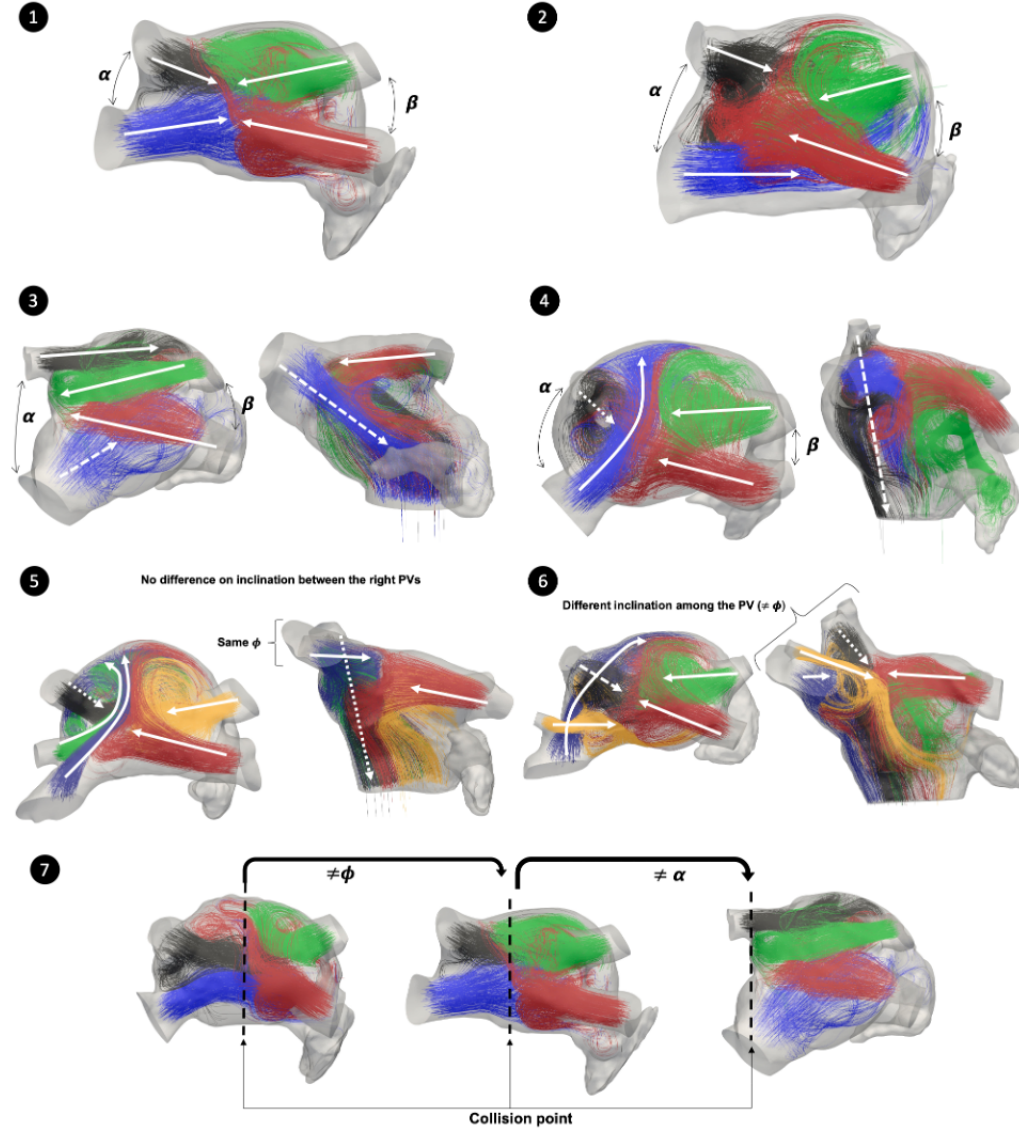 1
2
α
β
α
β
3
4
α
β
α
β
5
No difference on inclination between the right PVs
6
Different inclination among the PV (≠ ϕ)
Same ϕ
7
≠ϕ
≠ α
Collision point